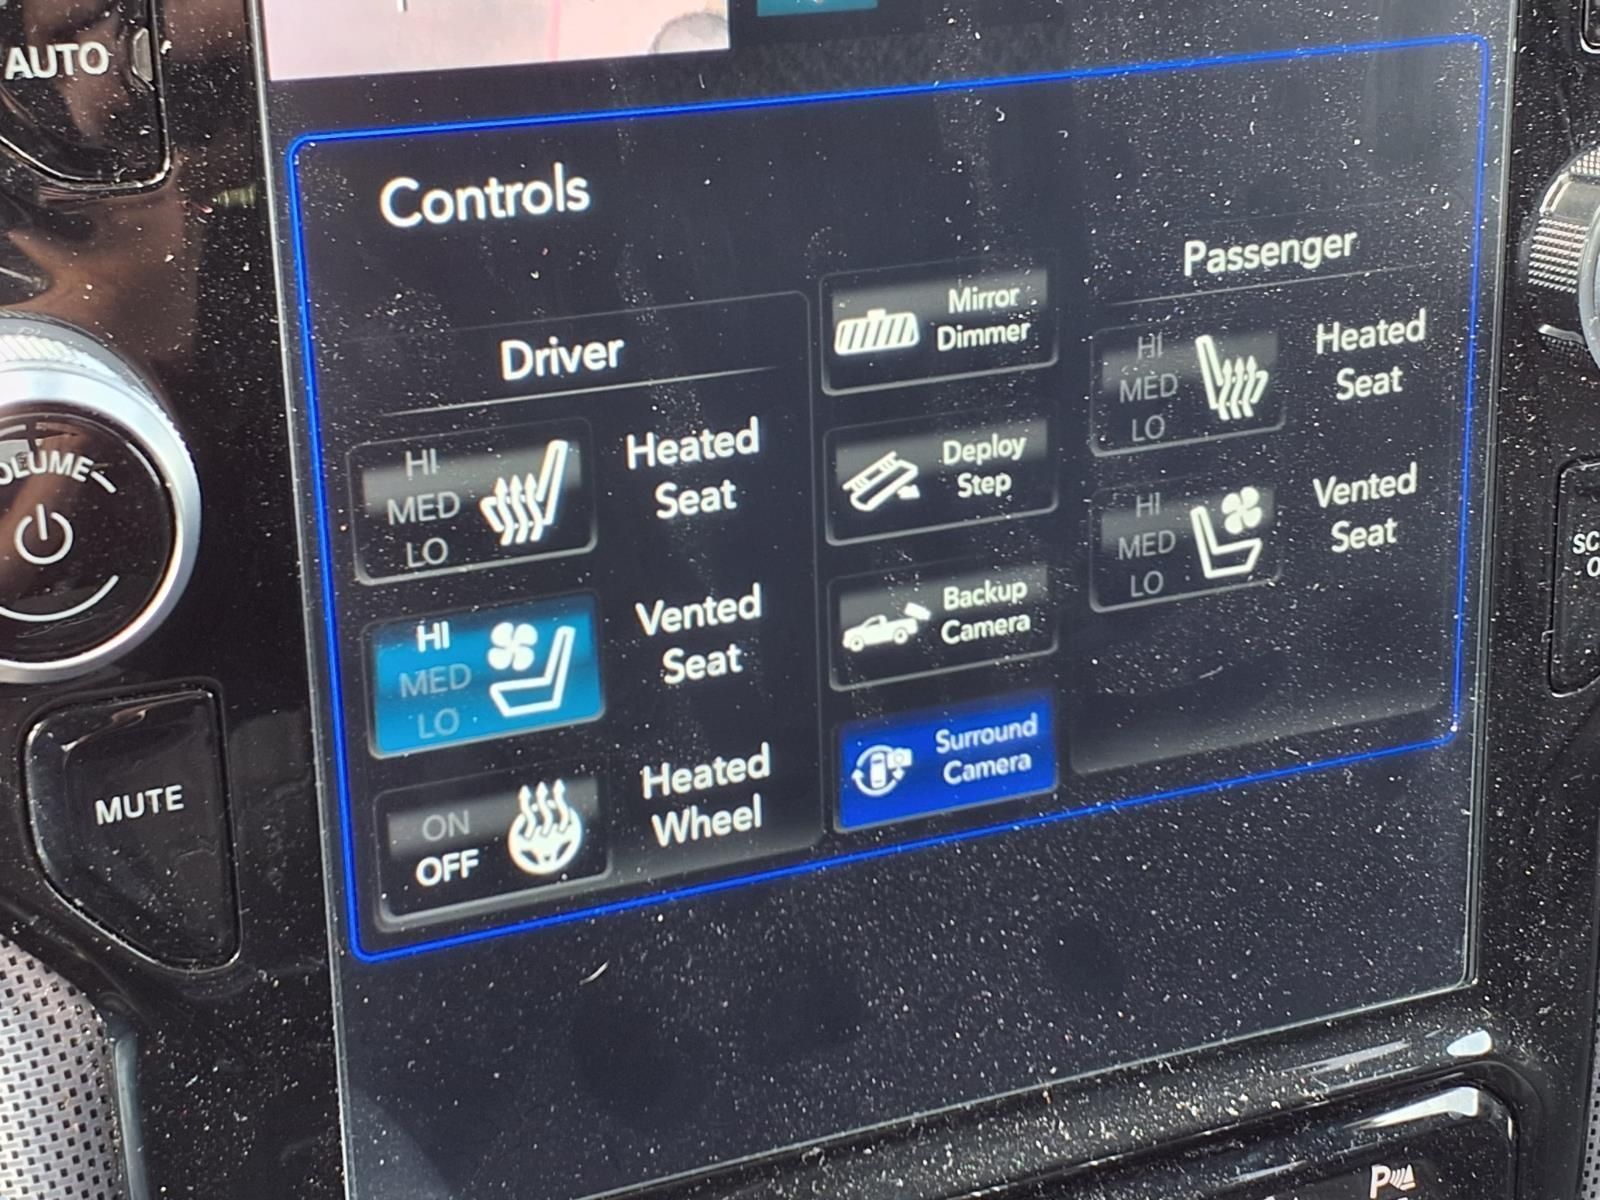 AUTO
Controls
Driver
HI
MED
LO
Heated
Seat
HI
MED
LO
Vented
Seat
ON
OFF
Heated
Wheel
Mirror
Dimmer
Deploy
Step
Backup
Camera
Surround
Camera
Passenger
HI
MED
LO
Heated
Seat
HI
MED
LO
Vented
Seat
MUTE
P